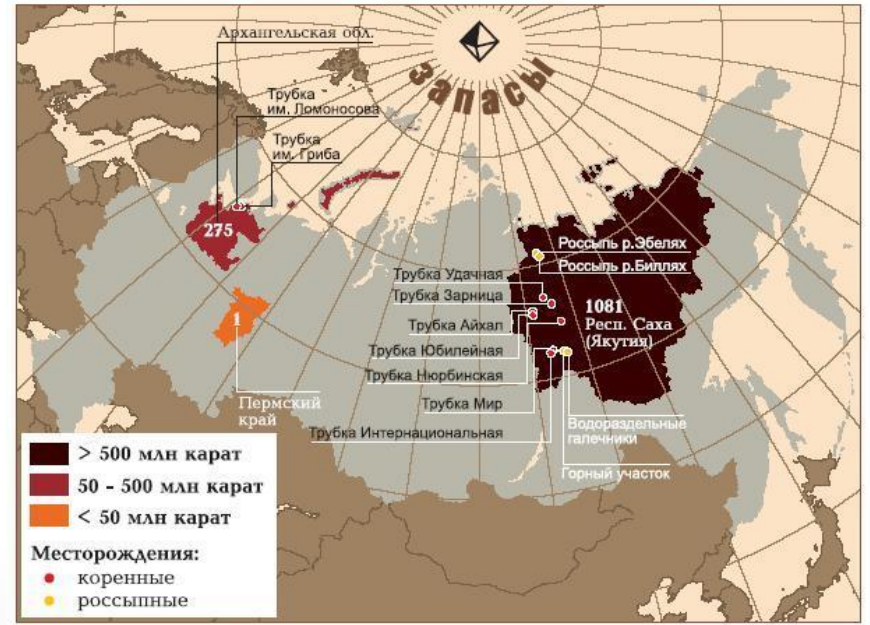 Архангельская обл.
запасы
Трубка
им. Ломоносова
Трубка
им. Гриба
275
Россыпь р.Эбелях
Россыпь р.Биллях
Трубка Удачная
Трубка Зарница
1081
Респ. Саха
(Якутия)
Трубка Айхал
1
Трубка Юбилейная
Трубка Нюрбинская
Пермский
край
Трубка Мир
Водораздельные
галечники
Трубка Интернациональная
Горный участок
> 500 млн карат
50 - 500 млн карат
< 50 млн карат
Месторождения:
коренные
россыпные